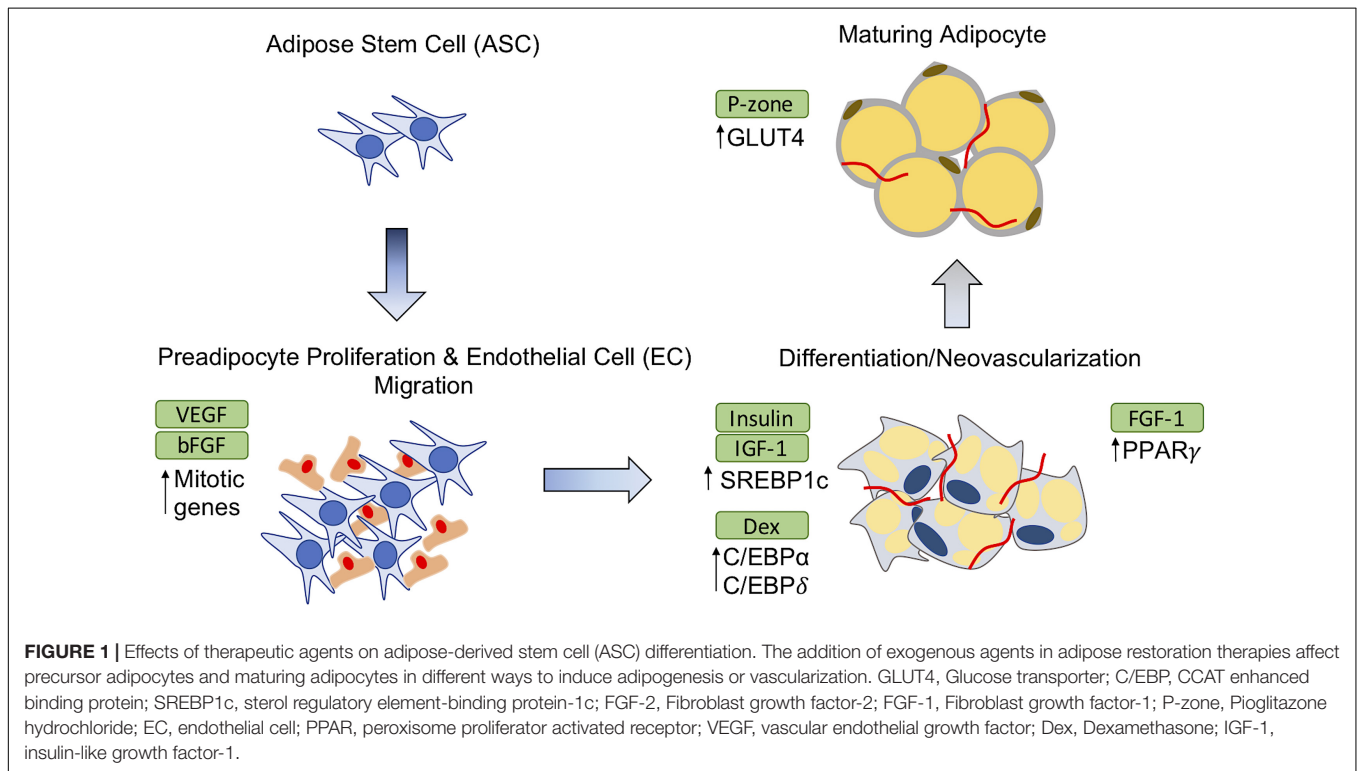 Adipose Stem Cell (ASC)
Maturing Adipocyte
P-zone
↑GLUT4
Preadipocyte Proliferation & Endothelial Cell (EC)
Migration
VEGF
bFGF
↑Mitotic
genes
Differentiation/Neovascularization
Insulin
IGF-1
↑ SREBP1c
Dex
↑C/EBPα
C/EBPδ
FGF-1
↑PPARγ
FIGURE 1 | Effects of therapeutic agents on adipose-derived stem cell (ASC) differentiation. The addition of exogenous agents in adipose restoration therapies affect
precursor adipocytes and maturing adipocytes in different ways to induce adipogenesis or vascularization. GLUT4, Glucose transporter; C/EBP, CCAT enhanced
binding protein; SREBP1c, sterol regulatory element-binding protein-1c; FGF-2, Fibroblast growth factor-2; FGF-1, Fibroblast growth factor-1; P-zone, Pioglitazone
hydrochloride; EC, endothelial cell; PPAR, peroxisome proliferator activated receptor; VEGF, vascular endothelial growth factor; Dex, Dexamethasone; IGF-1,
insulin-like growth factor-1.